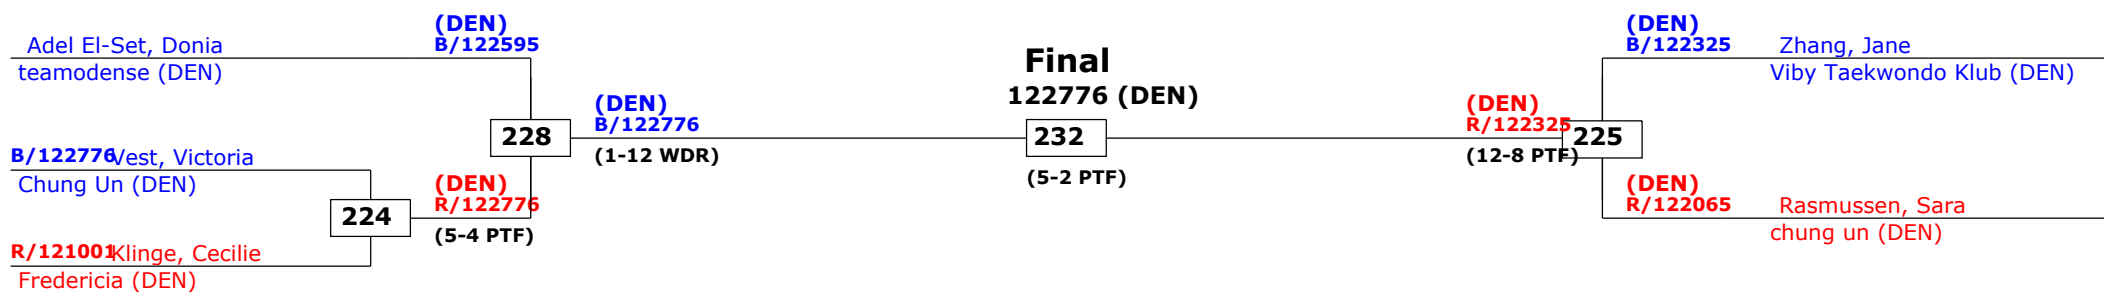 (DEN)
B/122595
Adel El-Set, Donia
teamodense (DEN)
B/122776 Vest, Victoria
Chung Un (DEN)
R/121001 Klinge, Cecilie
Fredericia (DEN)
224
(DEN)
R/122776
(5-4 PTF)
228
(DEN)
B/122776
(1-12 WDR)
Final
122776 (DEN)
232
(5-2 PTF)
(DEN)
R/122325
(12-8 PTF)
225
(DEN)
B/122325
Zhang, Jane
Viby Taekwondo Klub (DEN)
(DEN)
R/122065
Rasmussen, Sara
chung un (DEN)